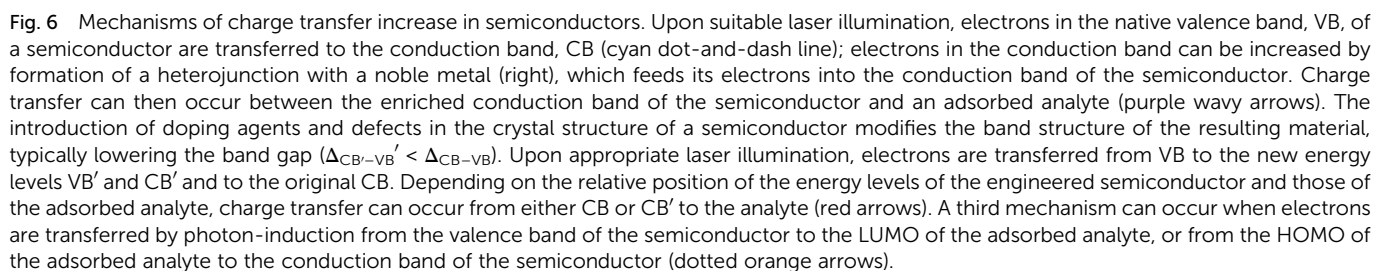 Fig. 6 Mechanisms of charge transfer increase in semiconductors. Upon suitable laser illumination, electrons in the native valence band, VB, of
a semiconductor are transferred to the conduction band, CB (cyan dot-and-dash line); electrons in the conduction band can be increased by
formation of a heterojunction with a noble metal (right), which feeds its electrons into the conduction band of the semiconductor. Charge
transfer can then occur between the enriched conduction band of the semiconductor and an adsorbed analyte (purple wavy arrows). The
introduction of doping agents and defects in the crystal structure of a semiconductor modifies the band structure of the resulting material,
typically lowering the band gap (ΔCB′–VB′ < ΔCB–VB). Upon appropriate laser illumination, electrons are transferred from VB to the new energy
levels VB′ and CB′ and to the original CB. Depending on the relative position of the energy levels of the engineered semiconductor and those of
the adsorbed analyte, charge transfer can occur from either CB or CB′ to the analyte (red arrows). A third mechanism can occur when electrons
are transferred by photon-induction from the valence band of the semiconductor to the LUMO of the adsorbed analyte, or from the HOMO of
the adsorbed analyte to the conduction band of the semiconductor (dotted orange arrows).